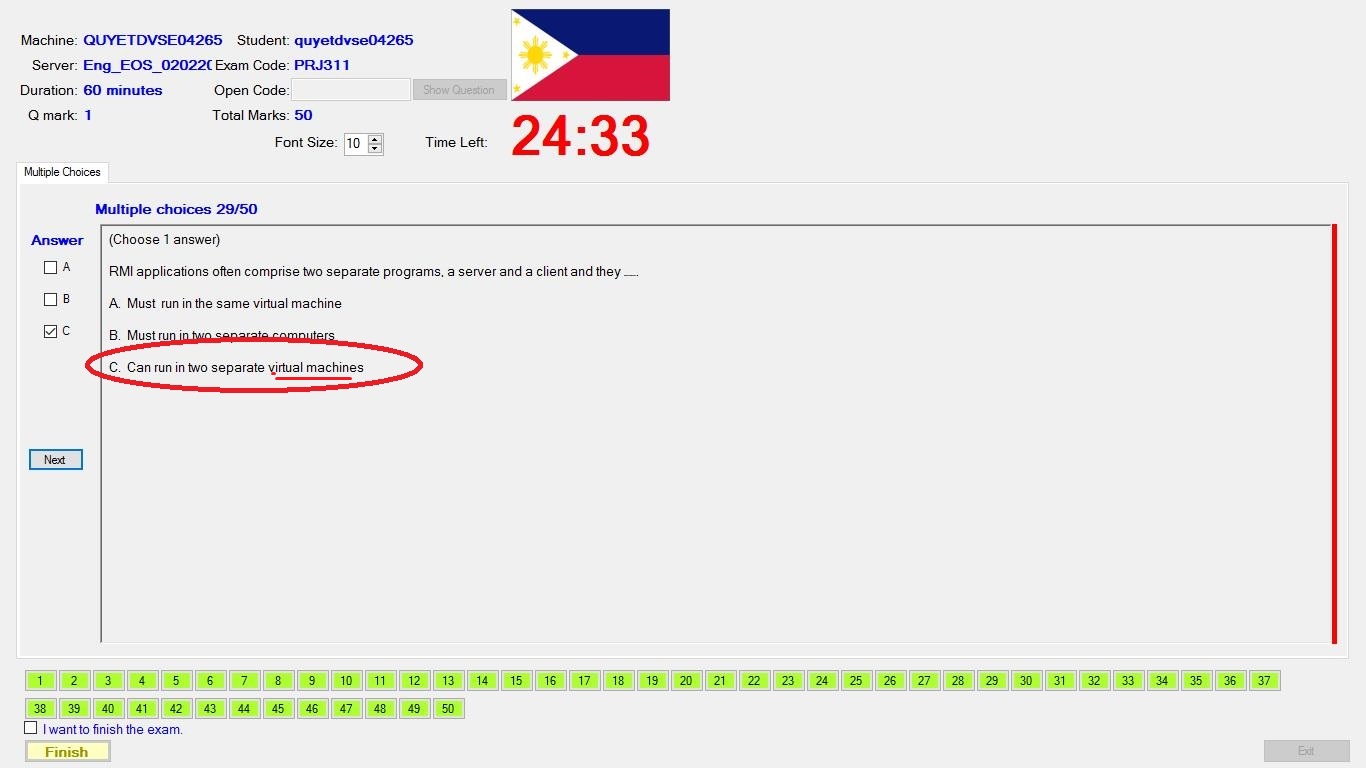 Machine: QUYETDVSE04265 Student: quyetdvse04265
Server: Eng_EOS_020220 Exam Code: PRJ311
Duration: 60 minutes Open Code: Show Question
Q mark: 1 Total Marks: 50
Font Size: 10 Time Left: 24:33
Multiple Choices
Multiple choices 29/50
Answer
(Choose 1 answer)
A
RMI applications often comprise two separate programs, a server and a client and they ___.
B
A. Must run in the same virtual machine
C
B. Must run in two separate computers
C. Can run in two separate virtual machines
Next
1 2 3 4 5 6 7 8 9 10 11 12 13 14 15 16 17 18 19 20 21 22 23 24 25 26 27 28 29 30 31 32 33 34 35 36 37
38 39 40 41 42 43 44 45 46 47 48 49 50
I want to finish the exam.
Finish Exit